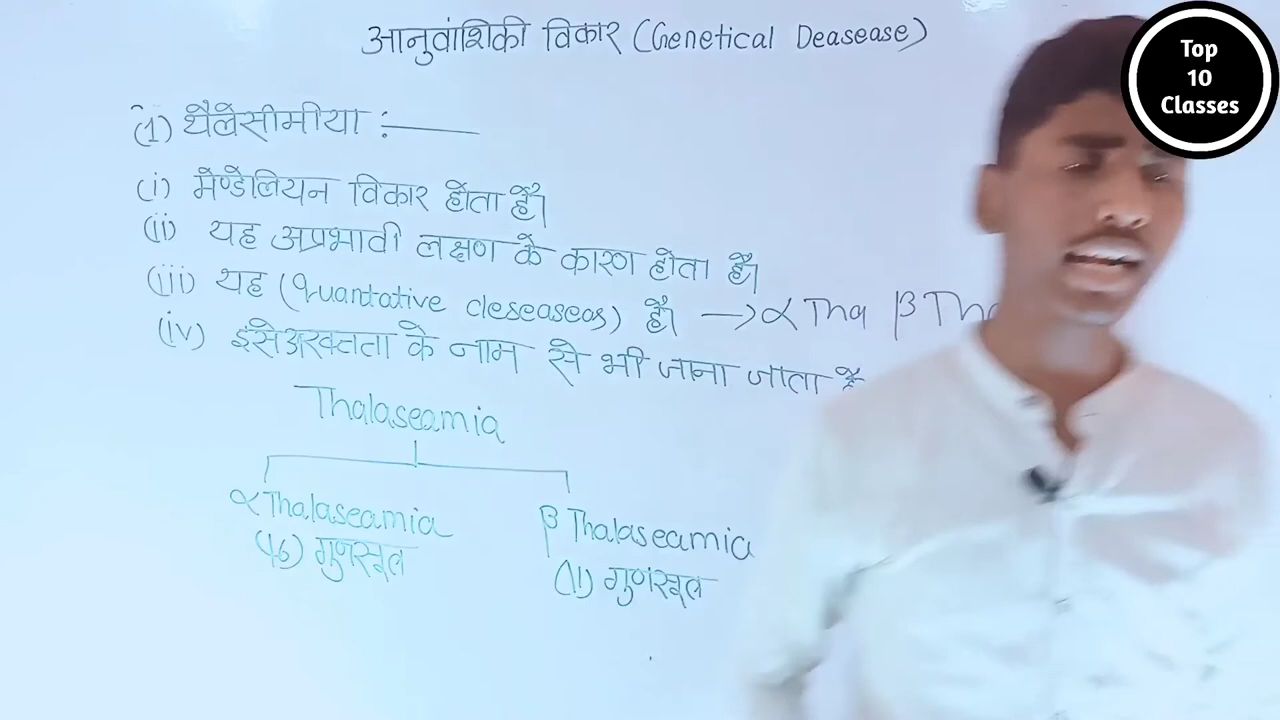 आनुवांशिकी विकार (Genetical Deasease)
Top
10
Classes
(1) थैलेसीमीया :—
(i) मेण्डेलियन विकार होता है।
(ii) यह अप्रभावी लक्षण के कारण होता है।
(iii) यह (Quantative deseaseas) है। → α Tha β Tha
(iv) इसे अरक्तता के नाम से भी जाना जाता है
Thalaseamia
α Thalaseamia β Thalaseamia
(16) गुणसूत्र (11) गुणसूत्र